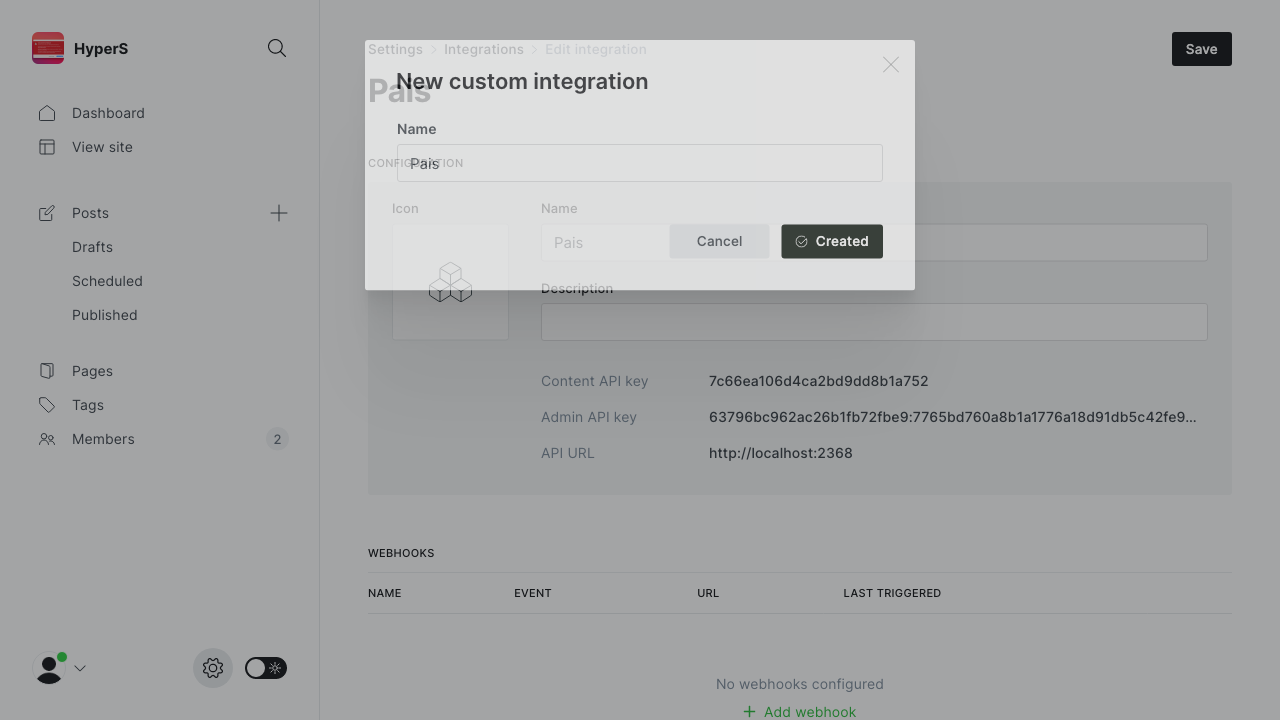 HyperS
Dashboard
View site
Posts
Drafts
Scheduled
Published
Pages
Tags
Members
2
Settings
Integrations
Edit integration
Save
Pais
New custom integration
Name
Pais
CONFIGURATION
Icon
Name
Pais
Cancel
Created
Description
Content API key
7c66ea106d4ca2bd9dd8b1a752
Admin API key
63796bc962ac26b1fb72fbe9:7765bd760a8b1a1776a18d91db5c42fe9...
API URL
http://localhost:2368
WEBHOOKS
NAME EVENT URL LAST TRIGGERED
No webhooks configured
Add webhook